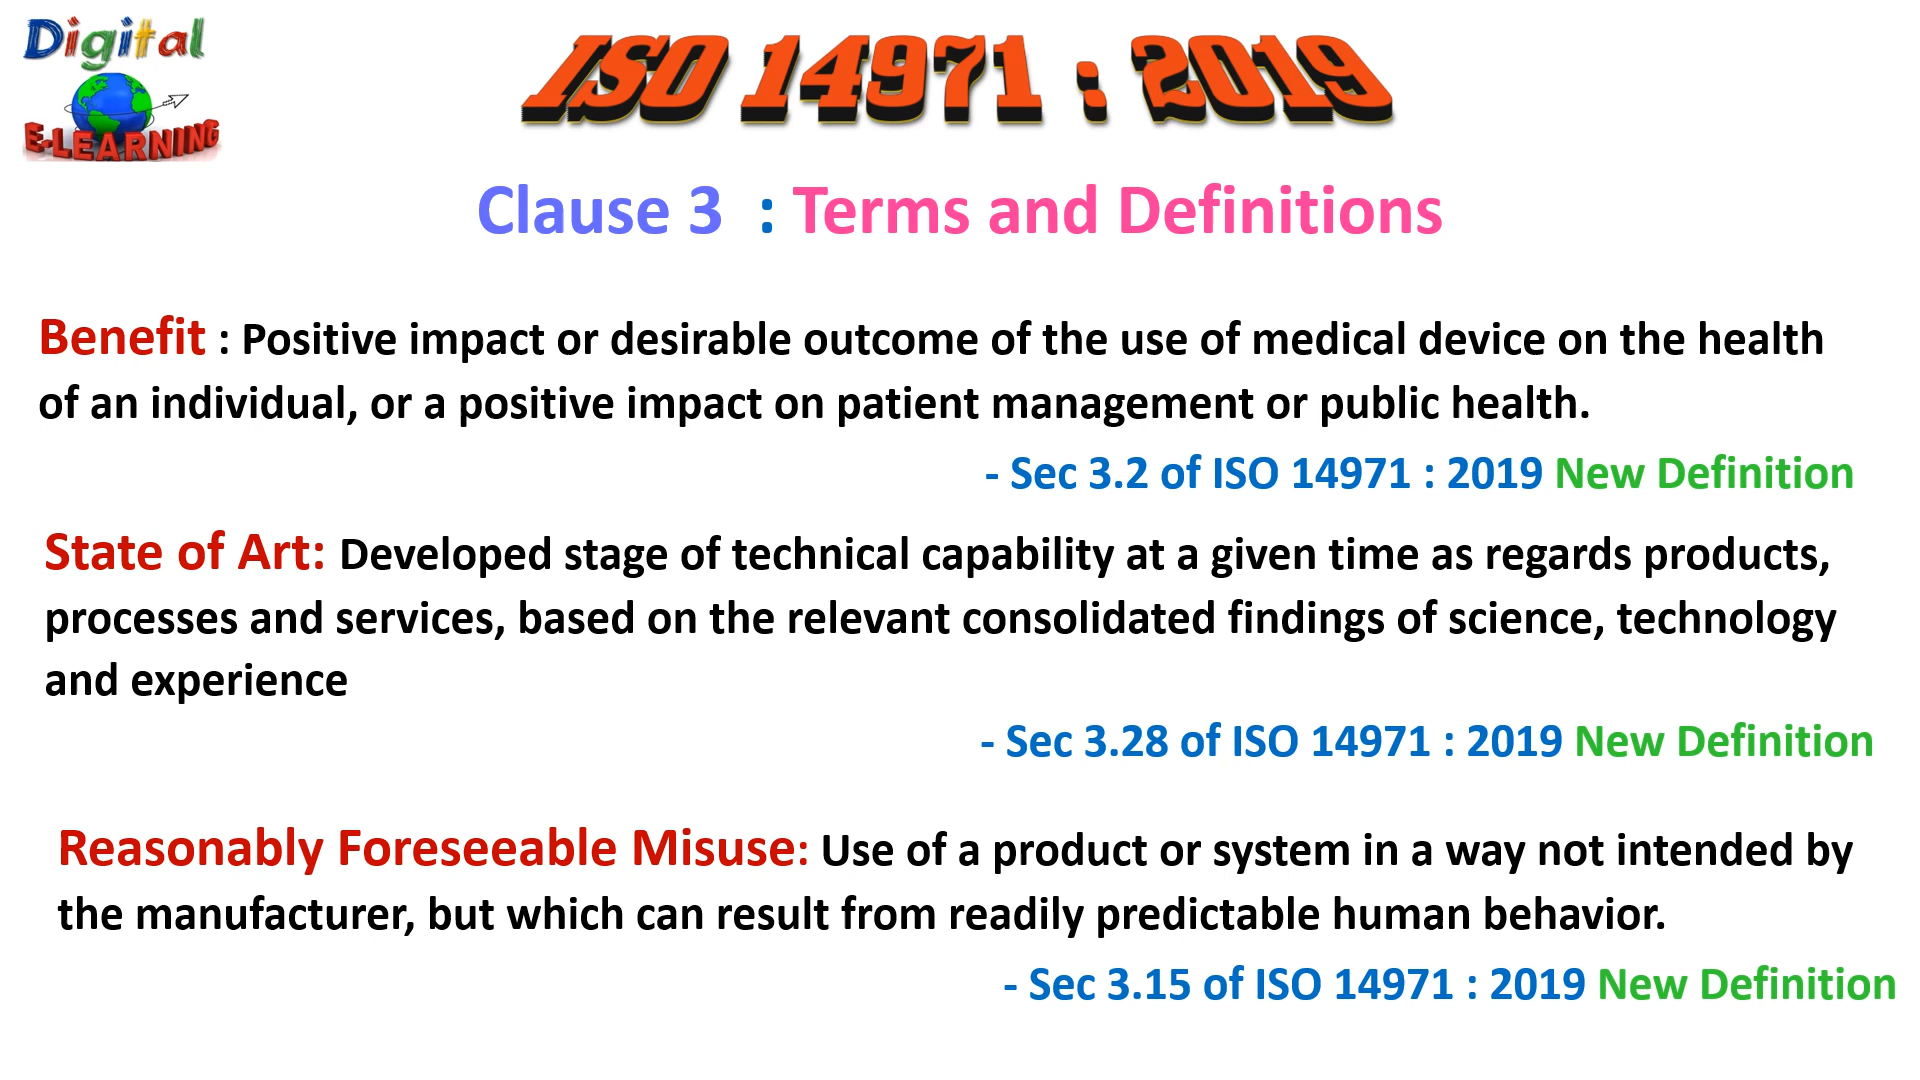 Digital
E-LEARNING
ISO 14971 : 2019
Clause 3 : Terms and Definitions
Benefit : Positive impact or desirable outcome of the use of medical device on the health
of an individual, or a positive impact on patient management or public health.
- Sec 3.2 of ISO 14971 : 2019 New Definition
State of Art: Developed stage of technical capability at a given time as regards products,
processes and services, based on the relevant consolidated findings of science, technology
and experience
- Sec 3.28 of ISO 14971 : 2019 New Definition
Reasonably Foreseeable Misuse: Use of a product or system in a way not intended by
the manufacturer, but which can result from readily predictable human behavior.
- Sec 3.15 of ISO 14971 : 2019 New Definition